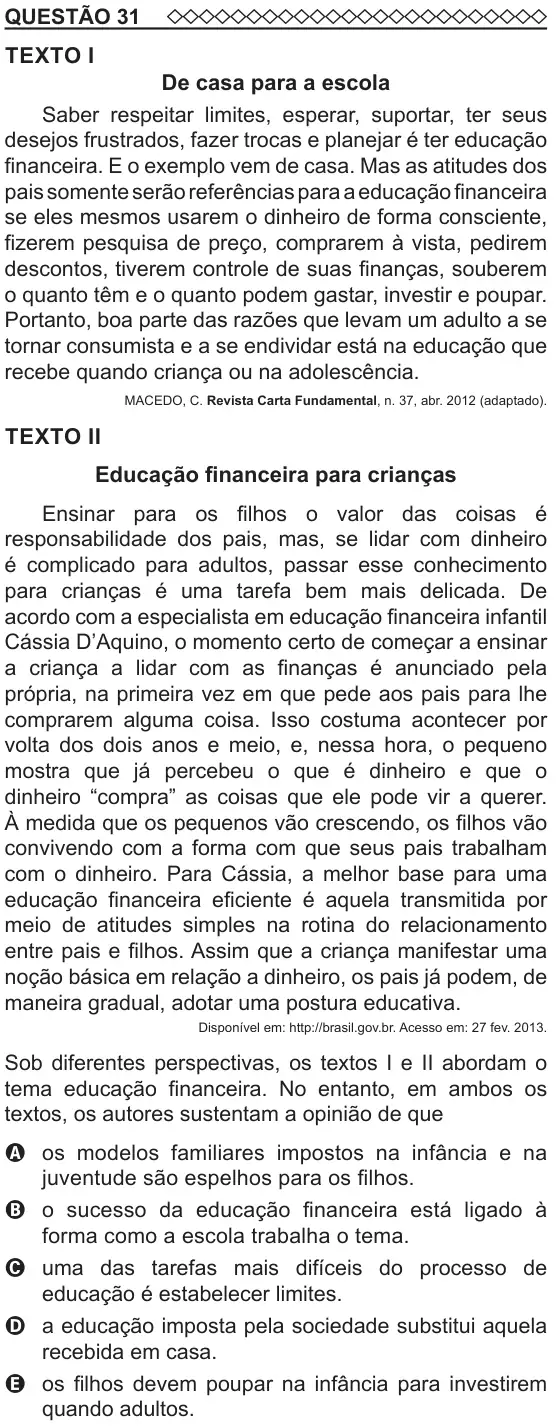 QUESTÃO 31
TEXTO I
De casa para a escola
Saber respeitar limites, esperar, suportar, ter seus
desejos frustrados, fazer trocas e planejar é ter educação
financeira. E o exemplo vem de casa. Mas as atitudes dos
pais somente serão referências para a educação financeira
se eles mesmos usarem o dinheiro de forma consciente,
fizerem pesquisa de preço, comprarem à vista, pedirem
descontos, tiverem controle de suas finanças, souberem
o quanto têm e o quanto podem gastar, investir e poupar.
Portanto, boa parte das razões que levam um adulto a se
tornar consumista e a se endividar está na educação que
recebe quando criança ou na adolescência.
MACEDO, C. Revista Carta Fundamental, n. 37, abr. 2012 (adaptado).
TEXTO II
Educação financeira para crianças
Ensinar para os filhos o valor das coisas é
responsabilidade dos pais, mas, se lidar com dinheiro
é complicado para adultos, passar esse conhecimento
para crianças é uma tarefa bem mais delicada. De
acordo com a especialista em educação financeira infantil
Cássia D’Aquino, o momento certo de começar a ensinar
a criança a lidar com as finanças é anunciado pela
própria, na primeira vez em que pede aos pais para lhe
comprarem alguma coisa. Isso costuma acontecer por
volta dos dois anos e meio, e, nessa hora, o pequeno
mostra que já percebeu o que é dinheiro e que o
dinheiro “compra” as coisas que ele pode vir a querer.
À medida que os pequenos vão crescendo, os filhos vão
convivendo com a forma com que seus pais trabalham
com o dinheiro. Para Cássia, a melhor base para uma
educação financeira eficiente é aquela transmitida por
meio de atitudes simples na rotina do relacionamento
entre pais e filhos. Assim que a criança manifestar uma
noção básica em relação a dinheiro, os pais já podem, de
maneira gradual, adotar uma postura educativa.
Disponível em: http://brasil.gov.br. Acesso em: 27 fev. 2013.
Sob diferentes perspectivas, os textos I e II abordam o
tema educação financeira. No entanto, em ambos os
textos, os autores sustentam a opinião de que
A os modelos familiares impostos na infância e na
juventude são espelhos para os filhos.
B o sucesso da educação financeira está ligado à
forma como a escola trabalha o tema.
C uma das tarefas mais difíceis do processo de
educação é estabelecer limites.
D a educação imposta pela sociedade substitui aquela
recebida em casa.
E os filhos devem poupar na infância para investirem
quando adultos.